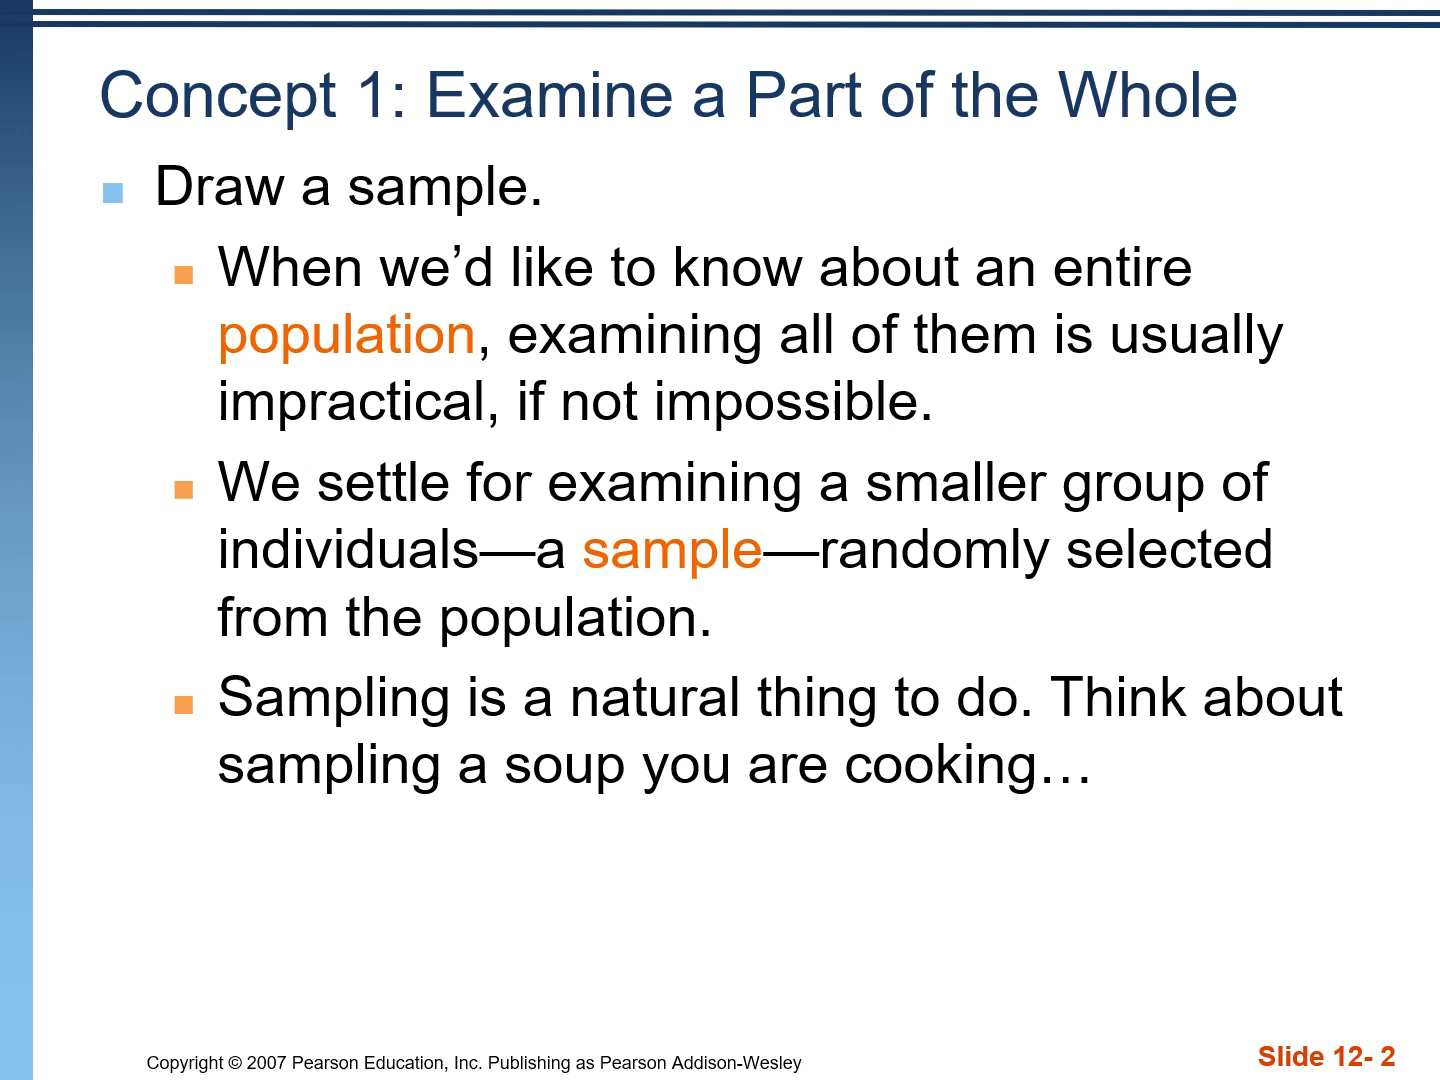 Concept 1: Examine a Part of the Whole
Draw a sample.
When we’d like to know about an entire
population, examining all of them is usually
impractical, if not impossible.
We settle for examining a smaller group of
individuals—a sample—randomly selected
from the population.
Sampling is a natural thing to do. Think about
sampling a soup you are cooking…
Copyright © 2007 Pearson Education, Inc. Publishing as Pearson Addison-Wesley
Slide 12- 2